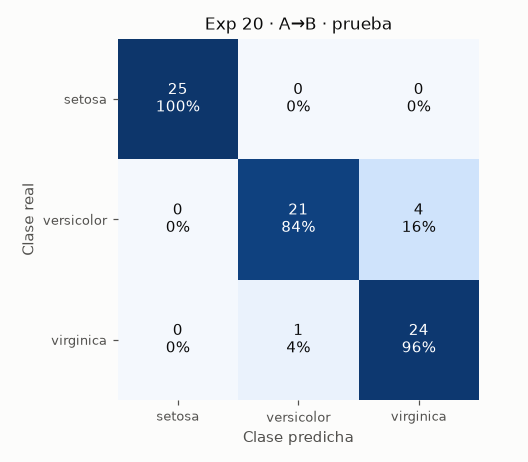 Exp 20 · A→B · prueba
Clase real
setosa
25
100%
0
0%
0
0%
versicolor
0
0%
21
84%
4
16%
virginica
0
0%
1
4%
24
96%
setosa
versicolor
virginica
Clase predicha